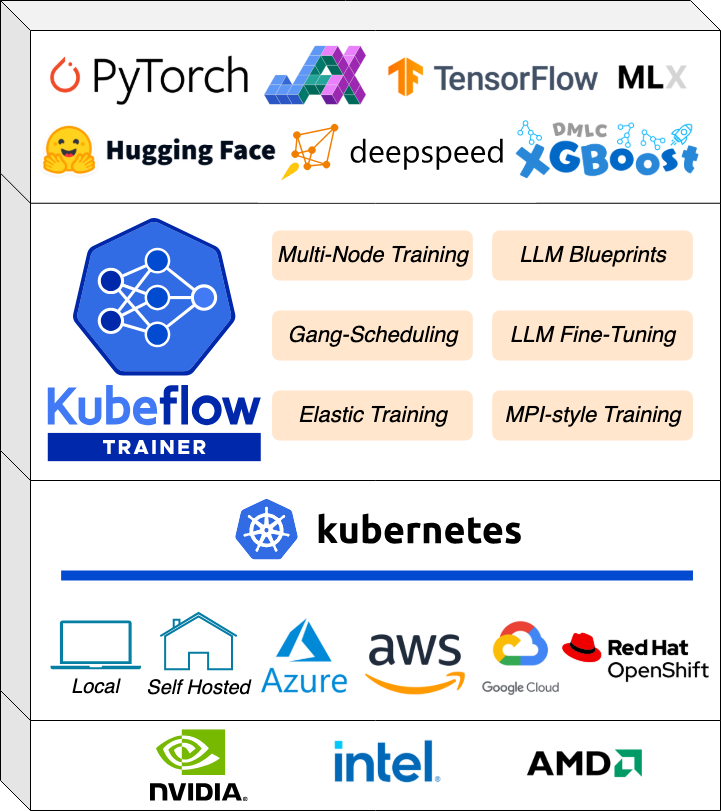 PyTorch JAX TensorFlow MLX
Hugging Face deepspeed DMLC XGBoost
Multi-Node Training LLM Blueprints
Gang-Scheduling LLM Fine-Tuning
Kubeflow
TRAINER
Elastic Training MPI-style Training
kubernetes
Local Self Hosted Azure aws Google Cloud Red Hat
OpenShift
NVIDIA. intel. AMD